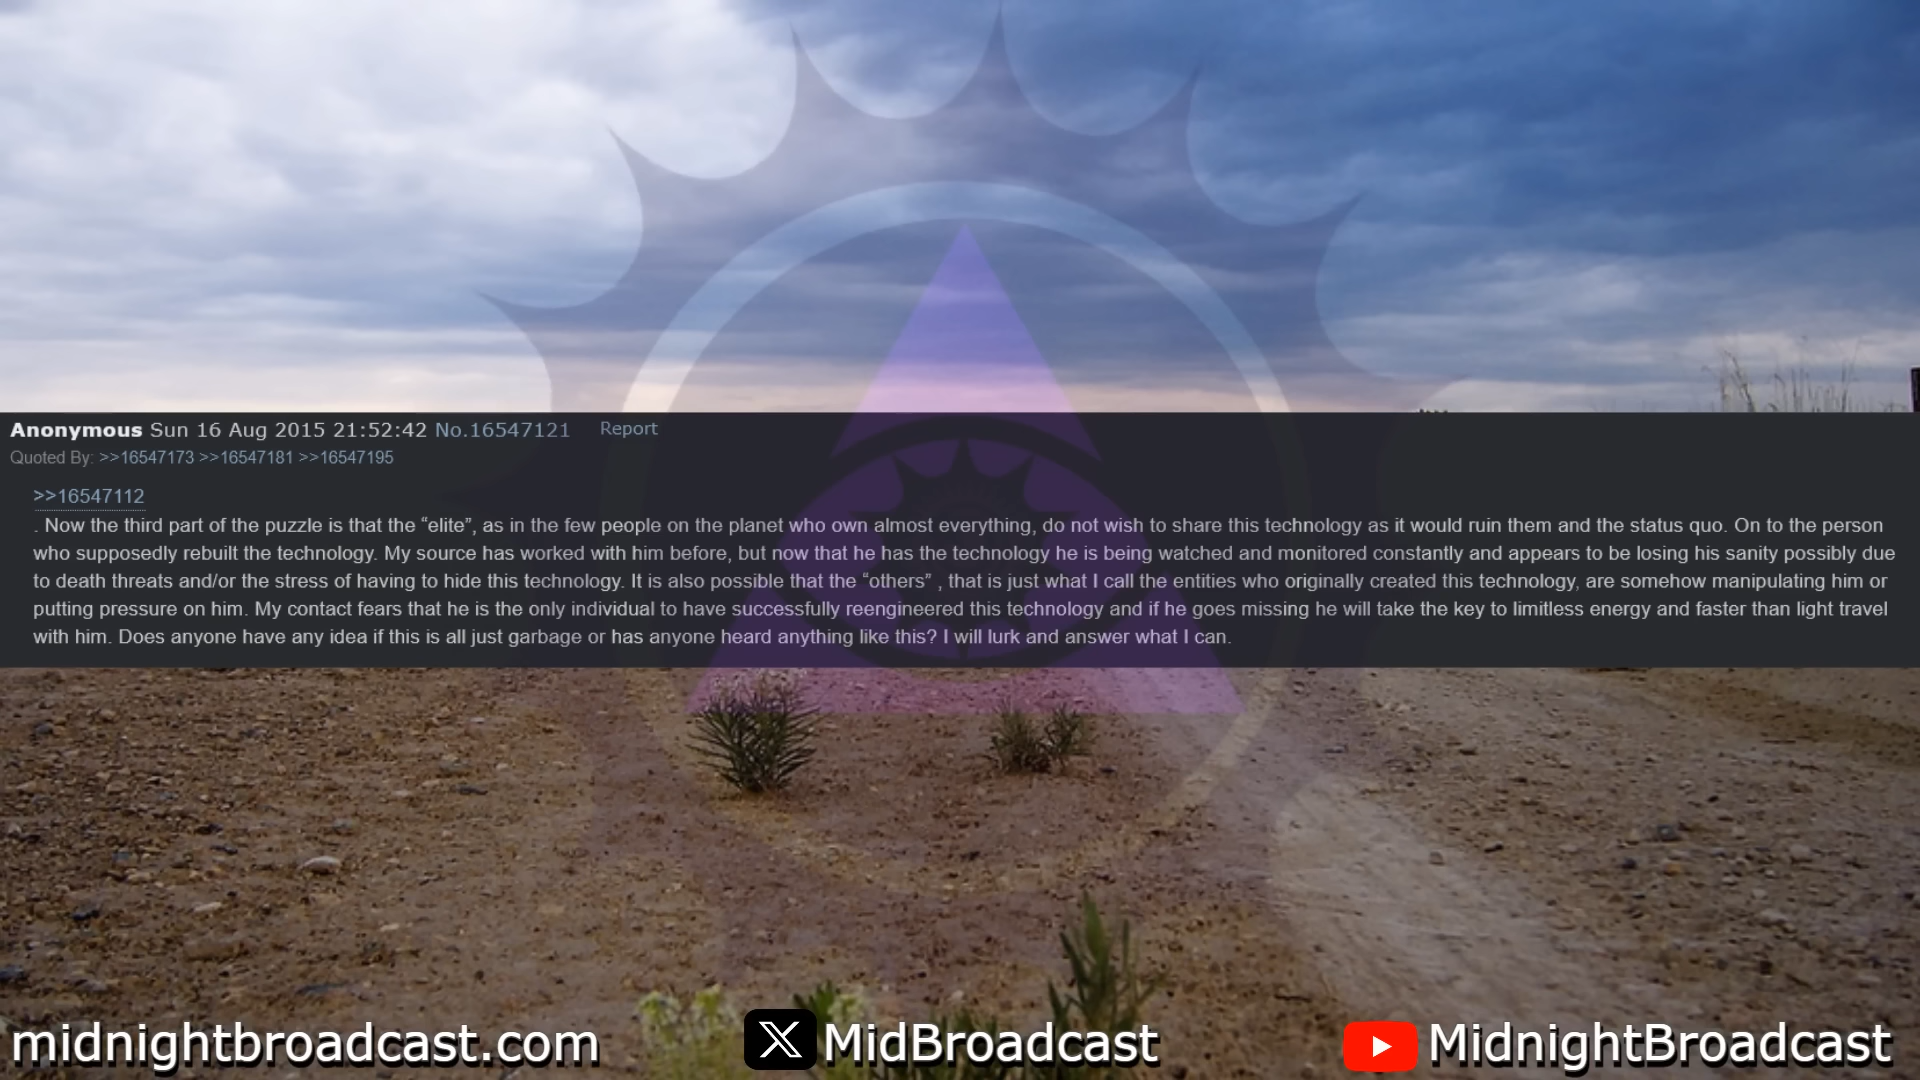 Anonymous Sun 16 Aug 2015 21:52:42 No.16547121 Report
Quoted By: >>16547173 >>16547181 >>16547195
>>16547112
. Now the third part of the puzzle is that the “elite”, as in the few people on the planet who own almost everything, do not wish to share this technology as it would ruin them and the status quo. On to the person
who supposedly rebuilt the technology. My source has worked with him before, but now that he has the technology he is being watched and monitored constantly and appears to be losing his sanity possibly due
to death threats and/or the stress of having to hide this technology. It is also possible that the “others” , that is just what I call the entities who originally created this technology, are somehow manipulating him or
putting pressure on him. My contact fears that he is the only individual to have successfully reengineered this technology and if he goes missing he will take the key to limitless energy and faster than light travel
with him. Does anyone have any idea if this is all just garbage or has anyone heard anything like this? I will lurk and answer what I can.
midnightbroadcast.com MidBroadcast MidnightBroadcast